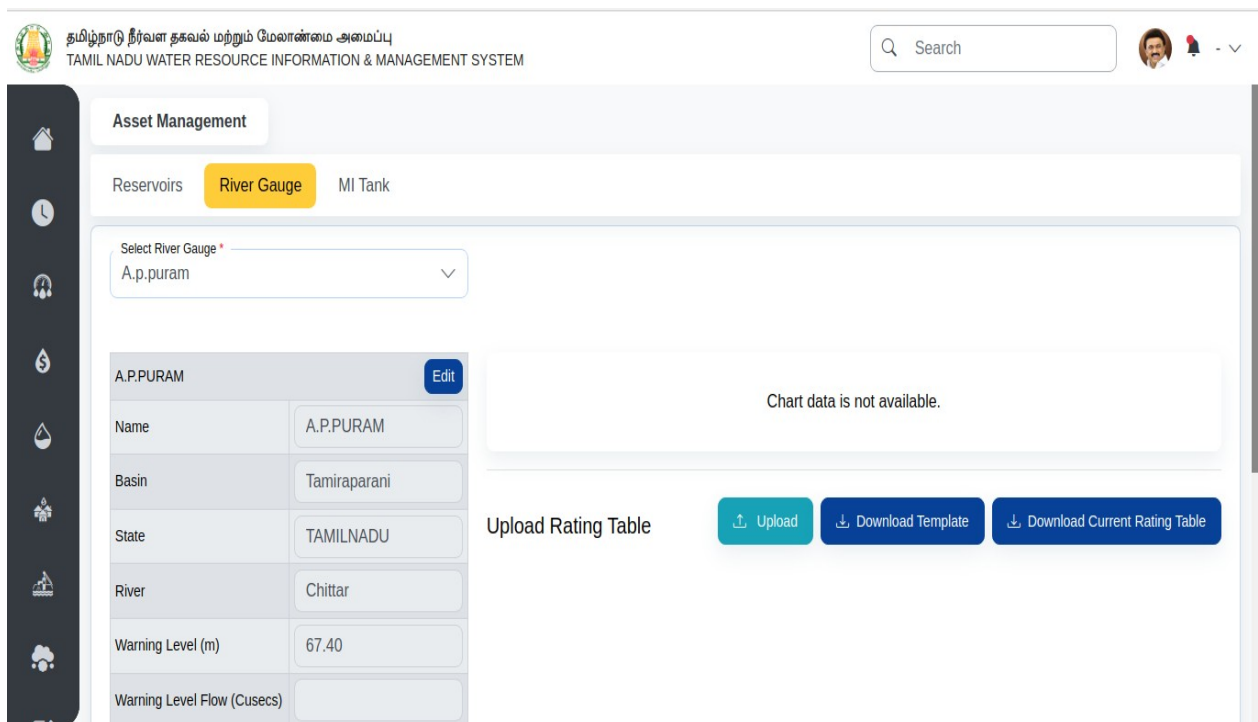 தமிழ்நாடு நீர்வள தகவல் மற்றும் மேலாண்மை அமைப்பு
TAMIL NADU WATER RESOURCE INFORMATION & MANAGEMENT SYSTEM
Search
-
Asset Management
Reservoirs River Gauge MI Tank
Select River Gauge *
A.p.puram
A.P.PURAM Edit
Chart data is not available.
Name A.P.PURAM
Basin Tamiraparani
Upload Rating Table Upload Download Template Download Current Rating Table
State TAMILNADU
River Chittar
Warning Level (m) 67.40
Warning Level Flow (Cusecs)